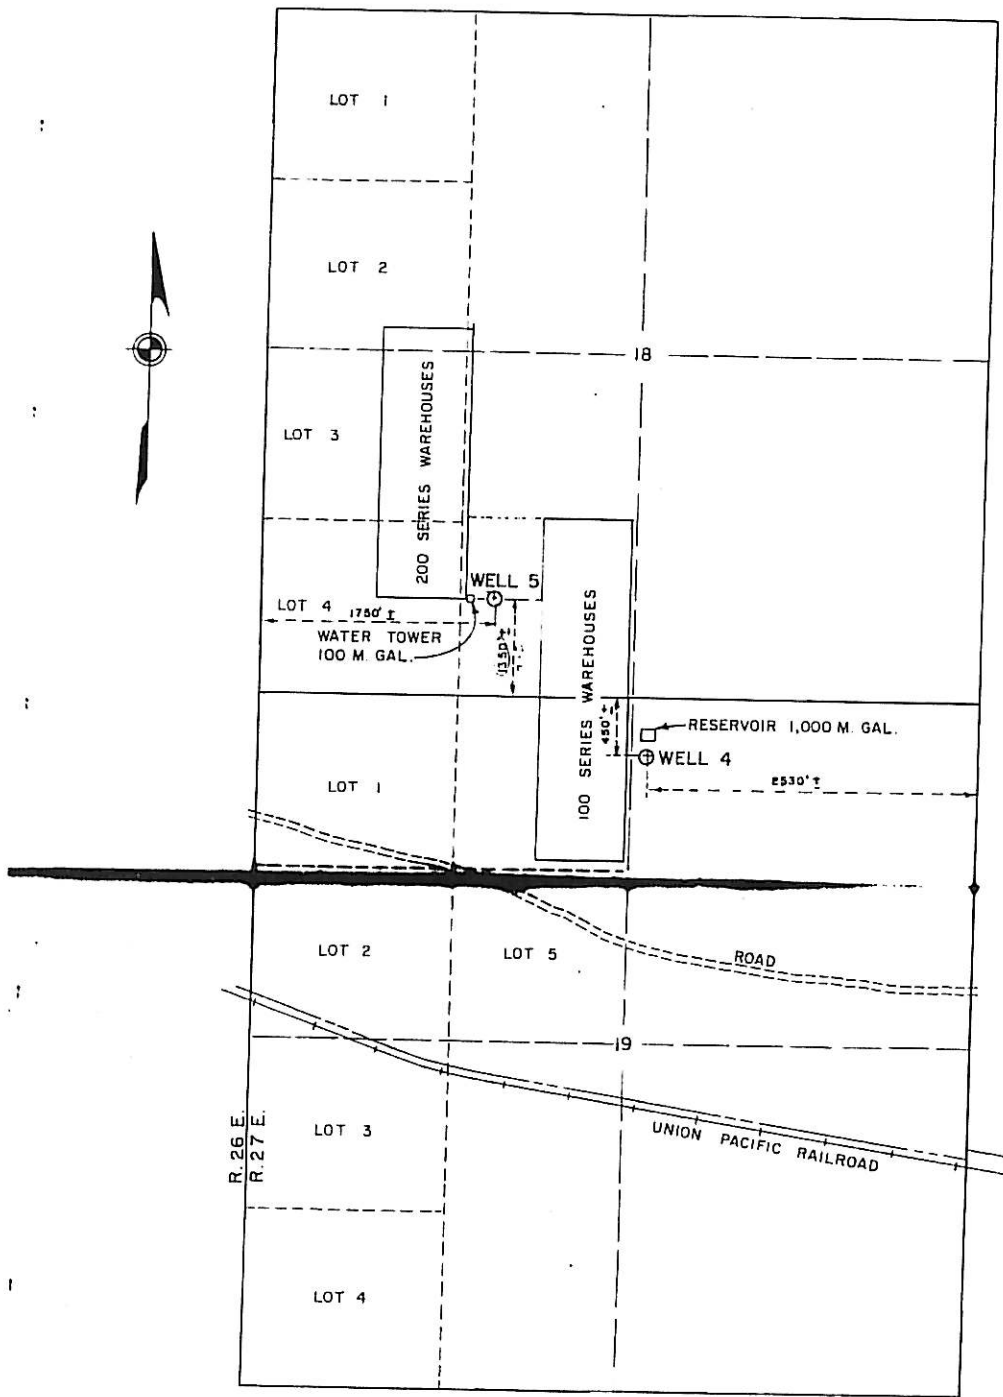 LOT 1
LOT 2
18
LOT 3
200 SERIES WAREHOUSES
WELL 5
LOT 4
1750' ±
WATER TOWER
100 M. GAL.
100 SERIES WAREHOUSES
450' ±
RESERVOIR 1,000 M. GAL.
WELL 4
2530' ±
LOT 1
LOT 2
LOT 5
ROAD
19
R. 26 E.
R. 27 E.
LOT 3
UNION PACIFIC RAILROAD
LOT 4